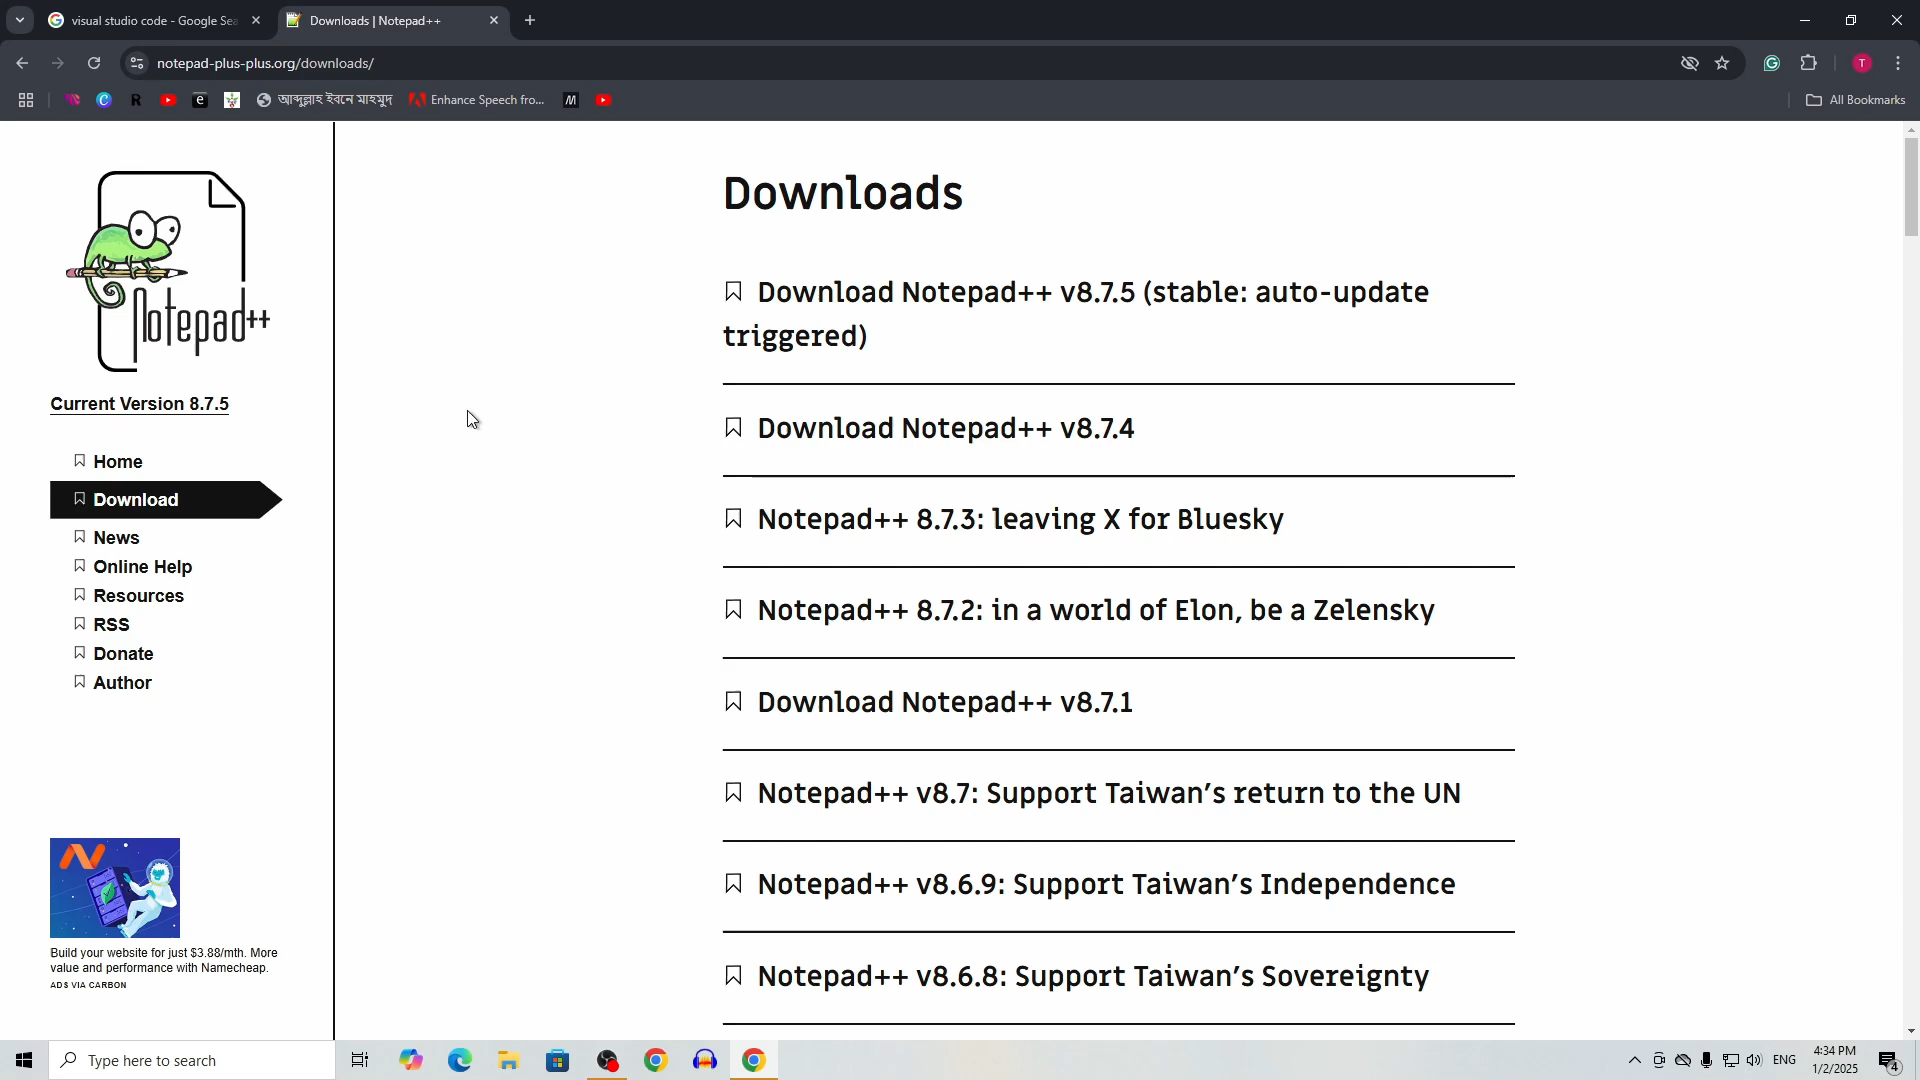 visual studio code - Google Sea
Downloads | Notepad++
notepad-plus-plus.org/downloads/
আব্দুল্লাহ ইবনে মাহমুদ
Enhance Speech fro...
All Bookmarks
Notepad++
Current Version 8.7.5
Home
Download
News
Online Help
Resources
RSS
Donate
Author
Build your website for just $3.88/mth. More
value and performance with Namecheap.
ADS VIA CARBON
Downloads
Download Notepad++ v8.7.5 (stable: auto-update
triggered)
Download Notepad++ v8.7.4
Notepad++ 8.7.3: leaving X for Bluesky
Notepad++ 8.7.2: in a world of Elon, be a Zelensky
Download Notepad++ v8.7.1
Notepad++ v8.7: Support Taiwan’s return to the UN
Notepad++ v8.6.9: Support Taiwan’s Independence
Notepad++ v8.6.8: Support Taiwan’s Sovereignty
Type here to search
ENG
4:34 PM
1/2/2025
4